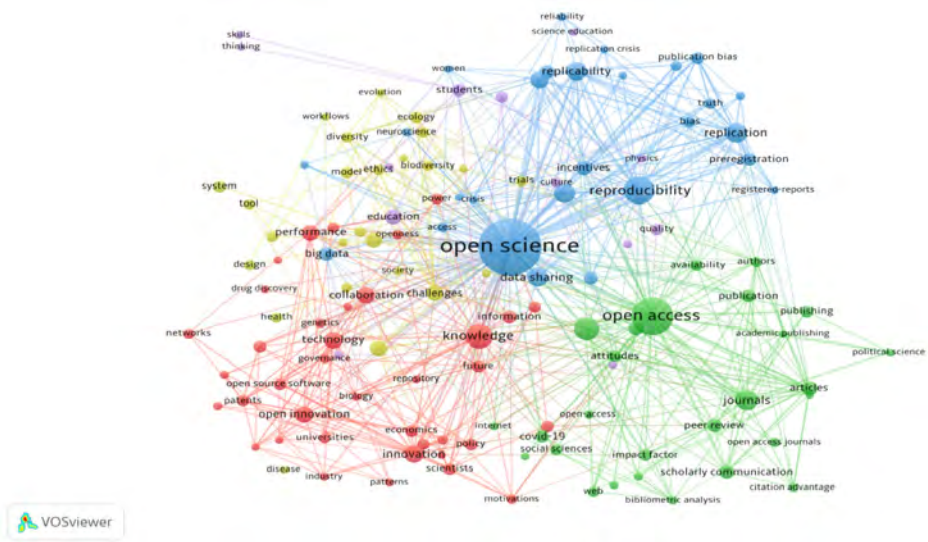 reliability
skills
science education
thinking
replication crisis
publication bias
women
replicability
students
evolution
truth
workflows
ecology
bias
diversity
neuroscience
replication
physics
preregistration
biodiversity
incentives
model
ethics
trials
culture
system
registered-reports
reproducibility
power
crisis
tool
education
access
quality
performance
openness
open science
big data
authors
design
availability
society
data sharing
drug discovery
collaboration
challenges
publication
health
information
open access
publishing
genetics
networks
technology
knowledge
academic publishing
political science
governance
attitudes
future
repository
open source software
articles
biology
patents
journals
open innovation
open-access
internet
peer review
economics
universities
covid-19
policy
social sciences
open access journals
innovation
impact factor
scientists
disease
scholarly communication
industry
patterns
citation advantage
web
motivations
bibliometric analysis
VOSviewer